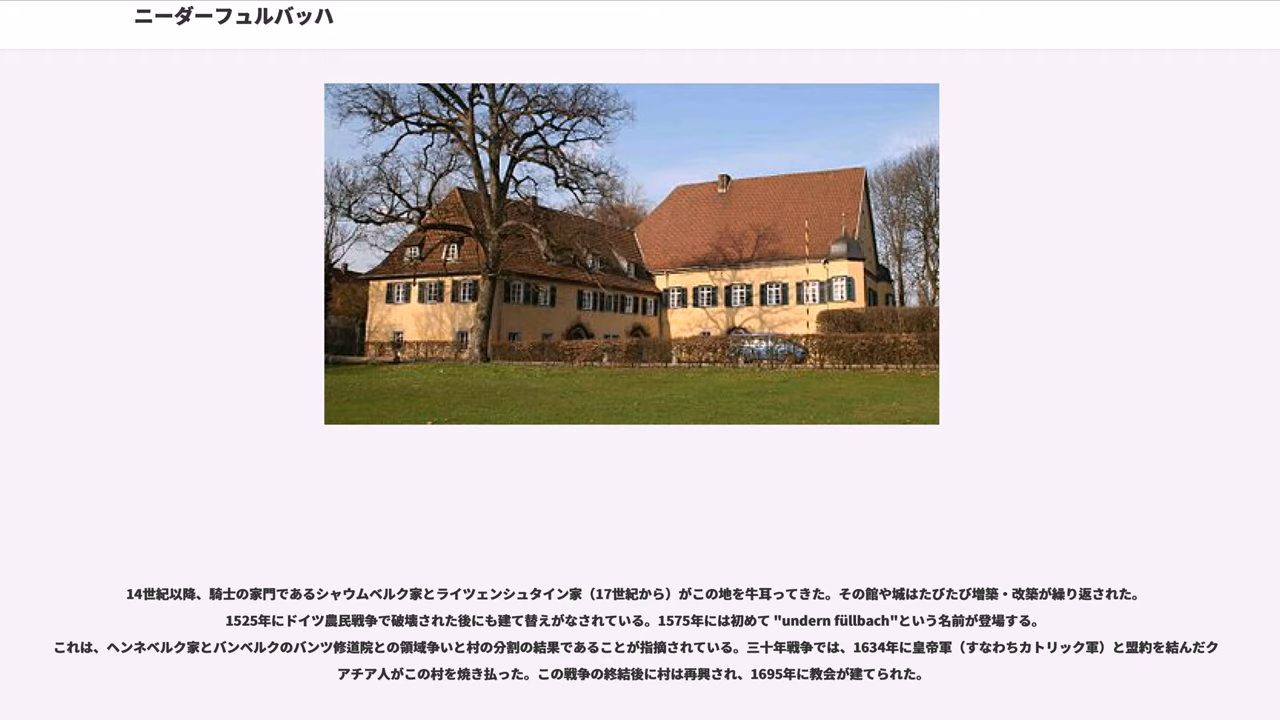 ニーダーフュルバッハ
14世紀以降、騎士の家門であるシャウムベルク家とライツェンシュタイン家（17世紀から）がこの地を牛耳ってきた。その館や城はたびたび増築・改築が繰り返された。
1525年にドイツ農民戦争で破壊された後にも建て替えがなされている。1575年には初めて "undern füllbach"という名前が登場する。
これは、ヘンネベルク家とバンベルクのバンツ修道院との領域争いと村の分割の結果であることが指摘されている。三十年戦争では、1634年に皇帝軍（すなわちカトリック軍）と盟約を結んだク
アチア人がこの村を焼き払った。この戦争の終結後に村は再興され、1695年に教会が建てられた。